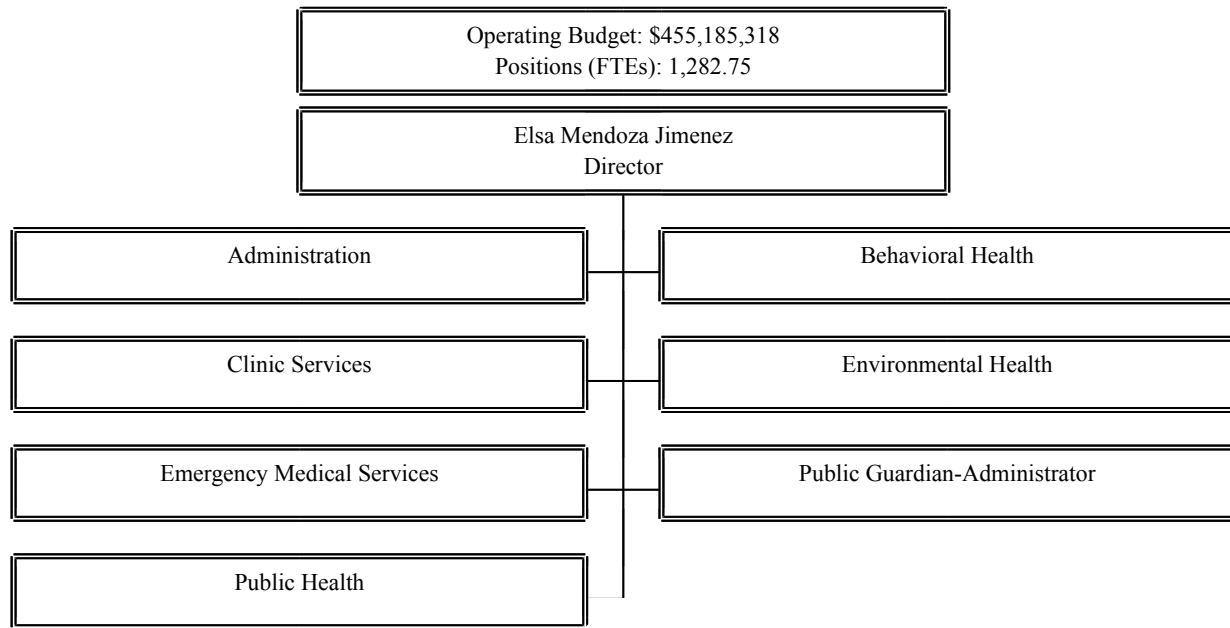 Operating Budget: $455,185,318
Positions (FTEs): 1,282.75
Elsa Mendoza Jimenez
Director
Administration
Behavioral Health
Clinic Services
Environmental Health
Emergency Medical Services
Public Guardian-Administrator
Public Health